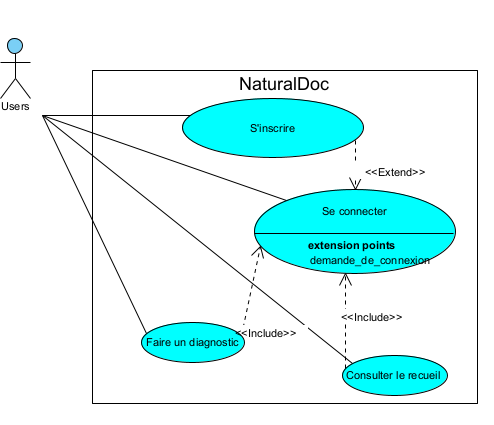 NaturalDoc
Users
S'inscrire
<<Extend>>
Se connecter
extension points
demande_de_connexion
<<Include>>
<<Include>>
Faire un diagnostic
Consulter le recueil